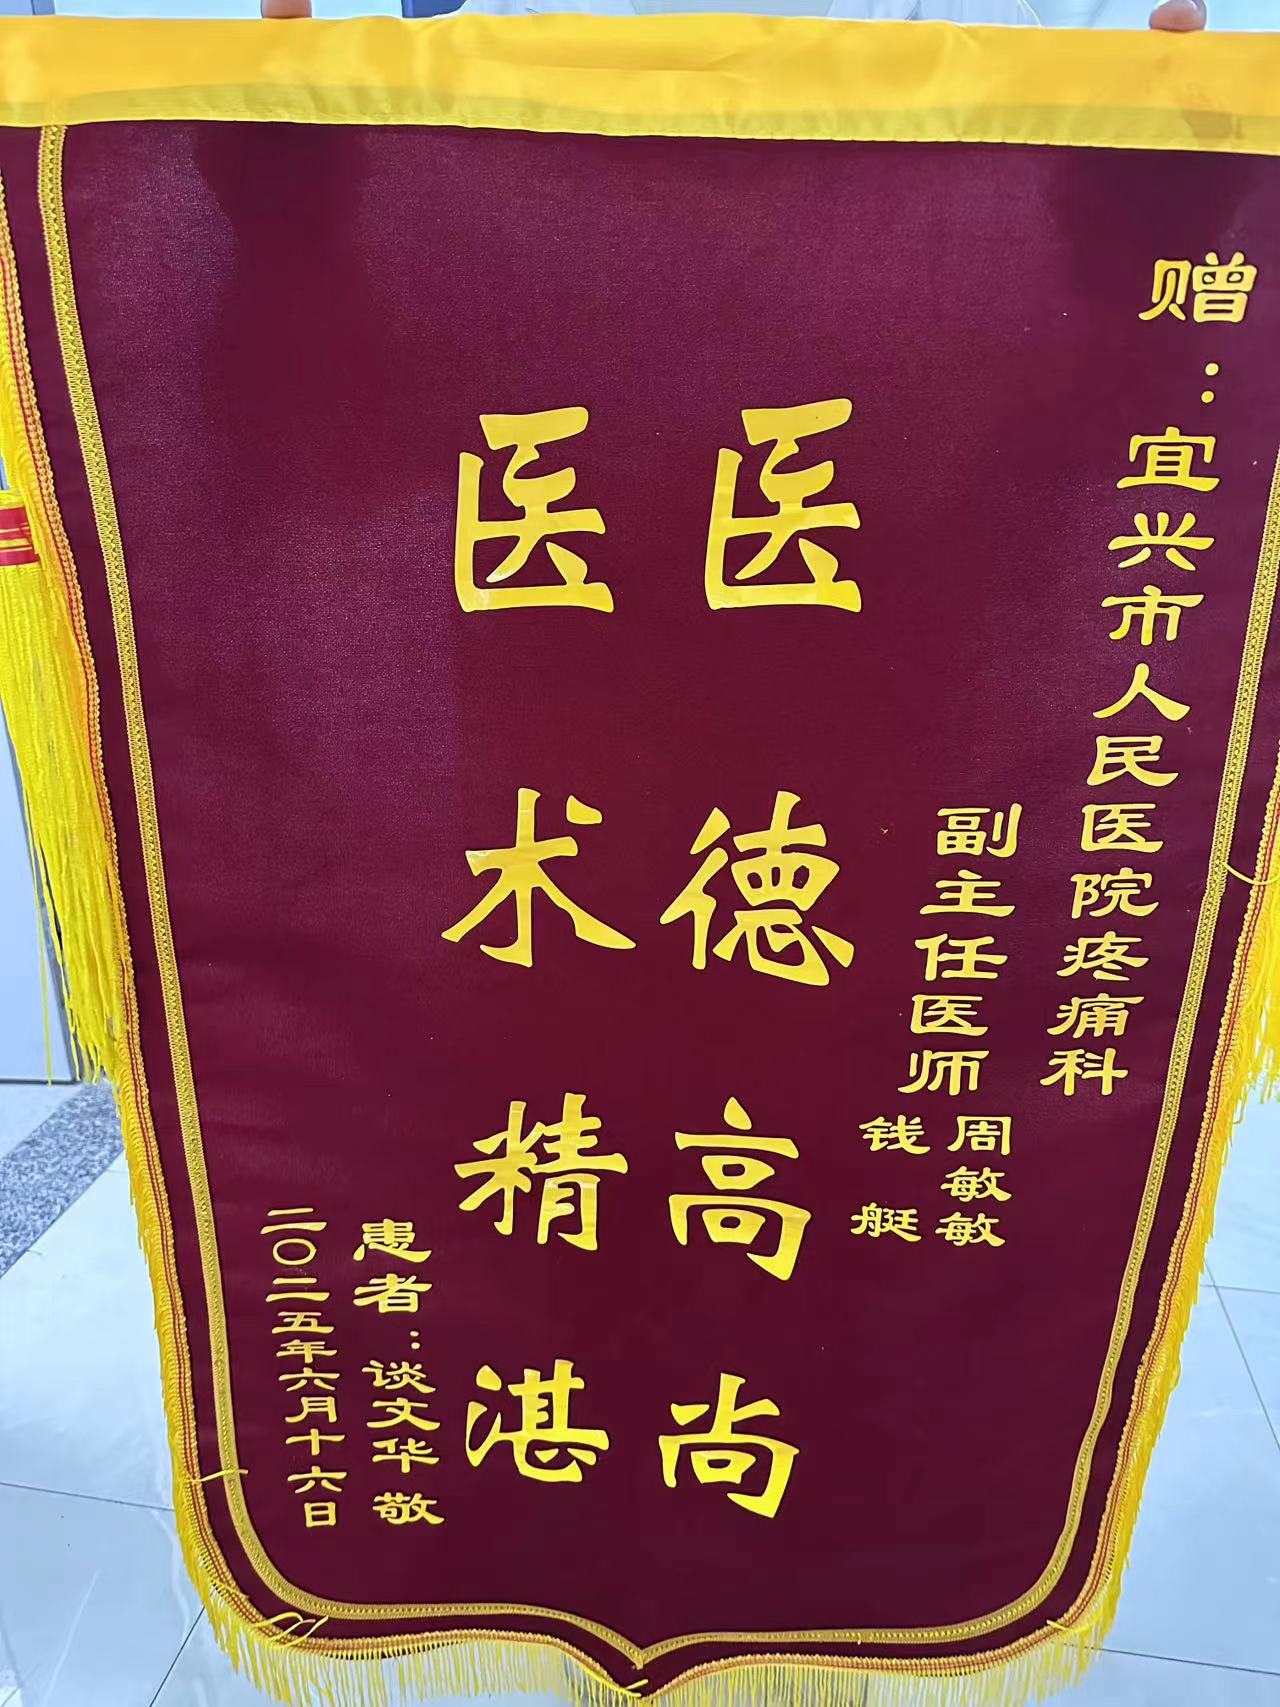 赠：宜兴市人民医院疼痛科
副主任医师
周敏敏
钱艇
医德高尚
医术精湛
患者：谈文华 敬
二〇二五年六月十六日